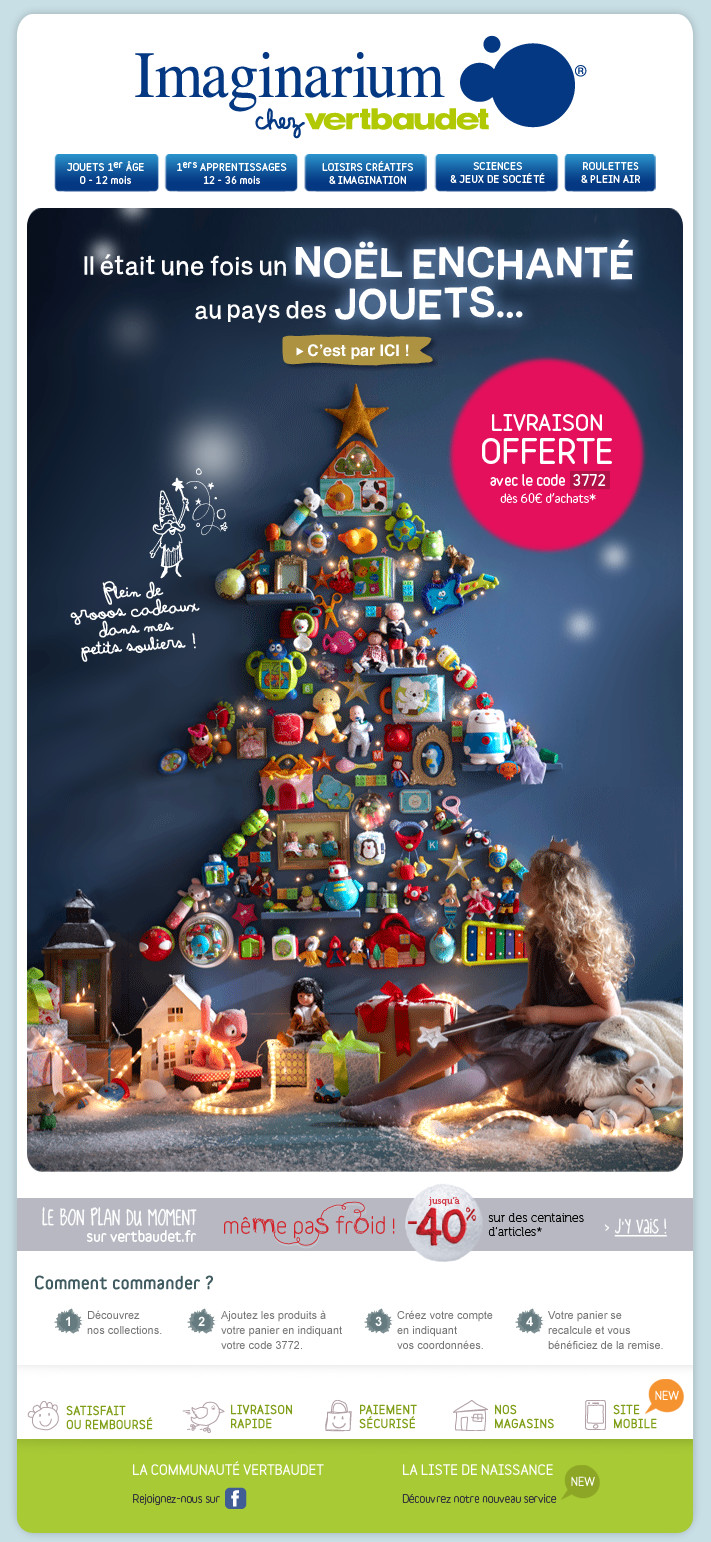 Imaginarium ®
chez vertbaudet
JOUETS 1er ÂGE
0 - 12 mois
1ers APPRENTISSAGES
12 - 36 mois
LOISIRS CRÉATIFS
& IMAGINATION
SCIENCES
& JEUX DE SOCIÉTÉ
ROULETTES
& PLEIN AIR
Il était une fois un NOËL ENCHANTÉ
au pays des JOUETS...
C'est par ICI !
LIVRAISON
OFFERTE
avec le code 3772
dès 60€ d'achats*
Plein de
grooos cadeaux
dans mes
petits souliers !
LE BON PLAN DU MOMENT
sur vertbaudet.fr
même pas froid !
jusqu'à
-40%
sur des centaines
d'articles*
> J'Y VAIS !
Comment commander ?
1 Découvrez
nos collections.
2 Ajoutez les produits à
votre panier en indiquant
votre code 3772.
3 Créez votre compte
en indiquant
vos coordonnées.
4 Votre panier se
recalcule et vous
bénéficiez de la remise.
SATISFAIT
OU REMBOURSÉ
LIVRAISON
RAPIDE
PAIEMENT
SÉCURISÉ
NOS
MAGASINS
SITE
MOBILE
NEW
LA COMMUNAUTÉ VERTBAUDET
Rejoignez-nous sur f
LA LISTE DE NAISSANCE
Découvrez notre nouveau service
NEW